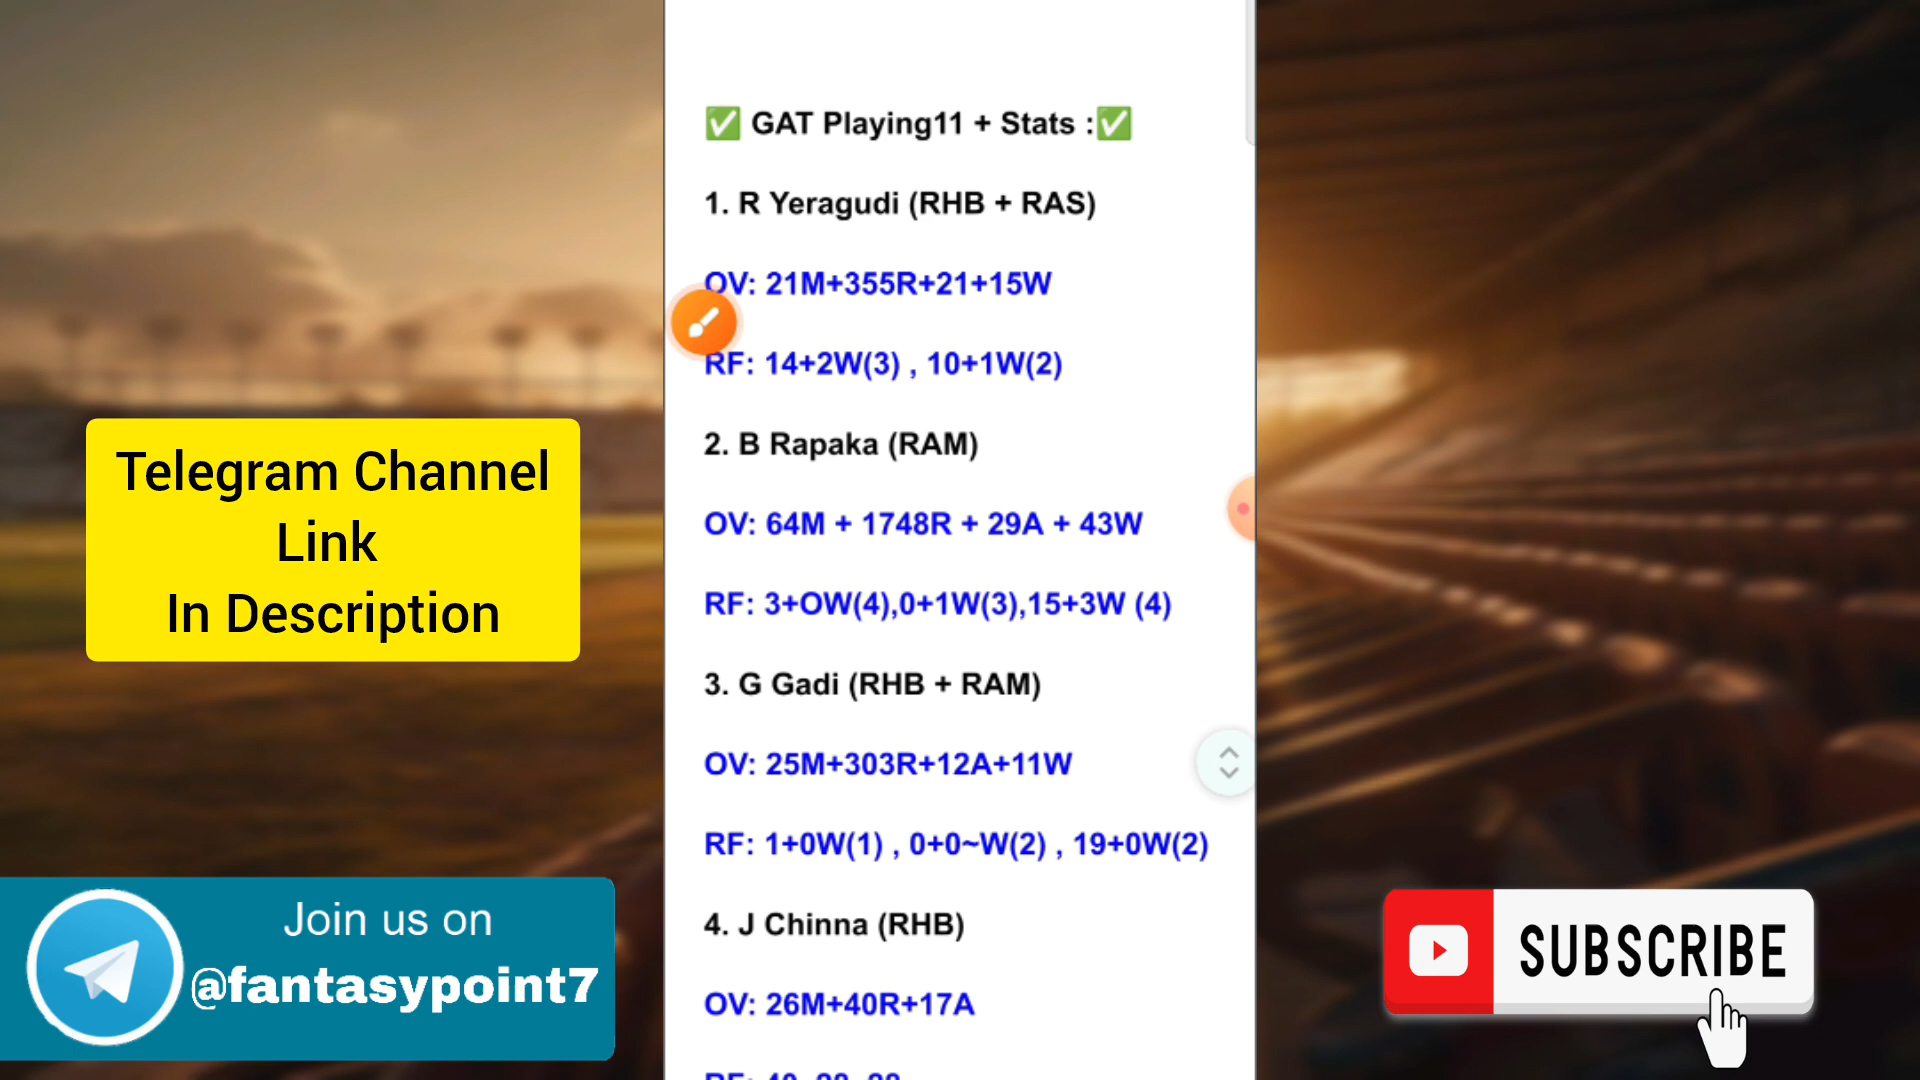 ✅ GAT Playing11 + Stats :✅
1. R Yeragudi (RHB + RAS)
OV: 21M+355R+21+15W
RF: 14+2W(3) , 10+1W(2)
2. B Rapaka (RAM)
OV: 64M + 1748R + 29A + 43W
RF: 3+OW(4),0+1W(3),15+3W (4)
3. G Gadi (RHB + RAM)
OV: 25M+303R+12A+11W
RF: 1+0W(1) , 0+0~W(2) , 19+0W(2)
4. J Chinna (RHB)
OV: 26M+40R+17A
Telegram Channel
Link
In Description
Join us on
@fantasypoint7
SUBSCRIBE